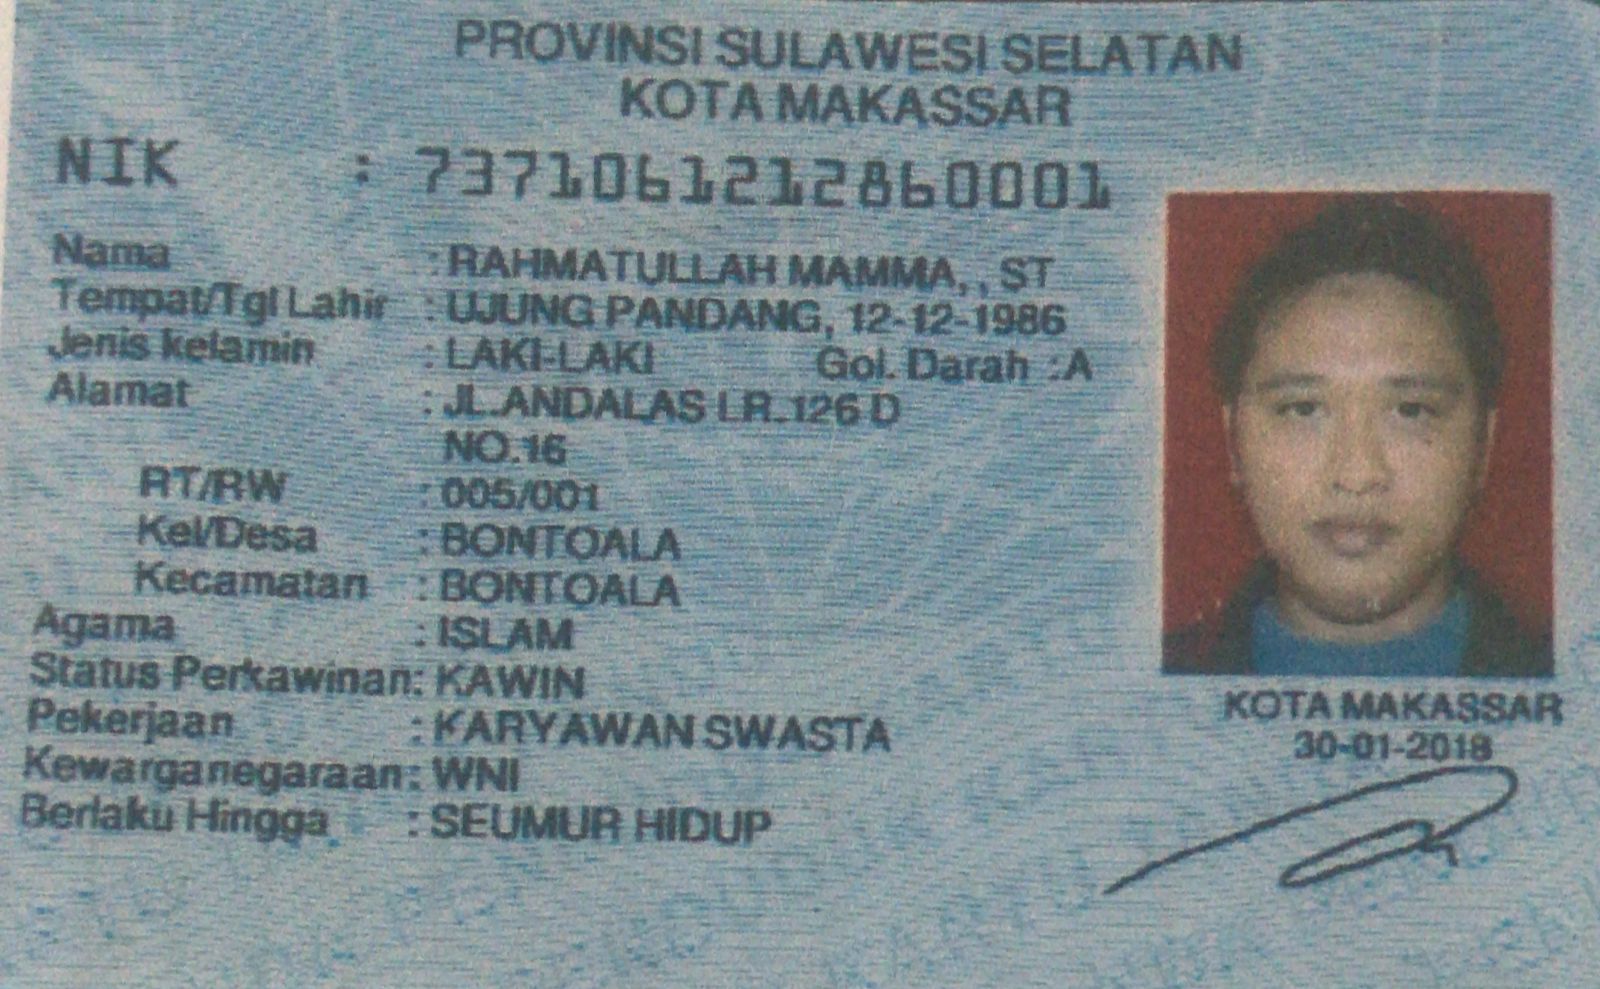 PROVINSI SULAWESI SELATAN
KOTA MAKASSAR
NIK : 7371061212860001
Nama : RAHMATULLAH MAMMA, , ST
Tempat/Tgl Lahir : UJUNG PANDANG, 12-12-1986
Jenis kelamin : LAKI-LAKI Gol. Darah : A
Alamat : JL.ANDALAS LR.126 D
NO.16
RT/RW : 005/001
Kel/Desa : BONTOALA
Kecamatan : BONTOALA
Agama : ISLAM
Status Perkawinan: KAWIN
Pekerjaan : KARYAWAN SWASTA
Kewarganegaraan: WNI
Berlaku Hingga : SEUMUR HIDUP
KOTA MAKASSAR
30-01-2018